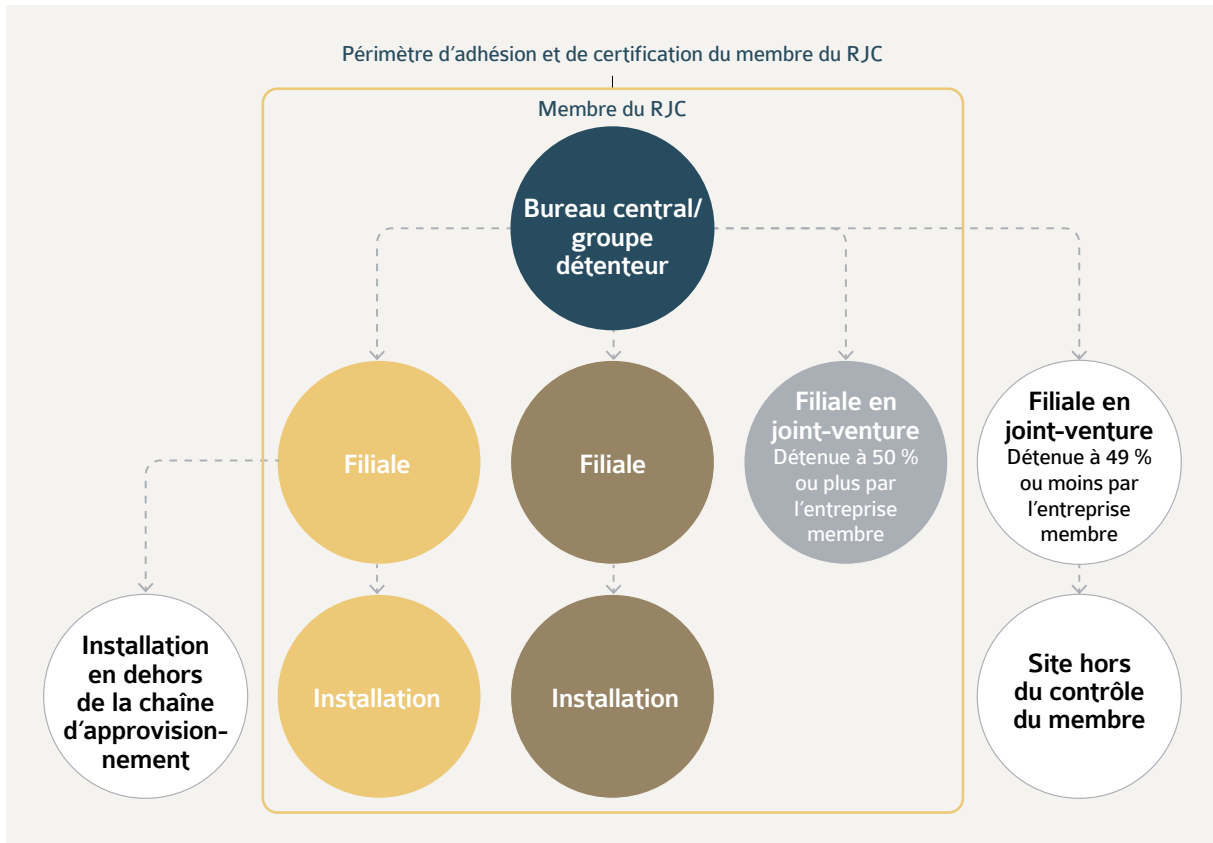 Périmètre d'adhésion et de certification du membre du RJC
Membre du RJC
Bureau central/
groupe
détenteur
Filiale
Filiale
Filiale en
joint-venture
Détenue à 50 %
ou plus par
l'entreprise
membre
Filiale en
joint-venture
Détenue à 49 %
ou moins par
l'entreprise
membre
Installation
en dehors
de la chaîne
d'approvision-
nement
Installation
Installation
Site hors
du contrôle
du membre